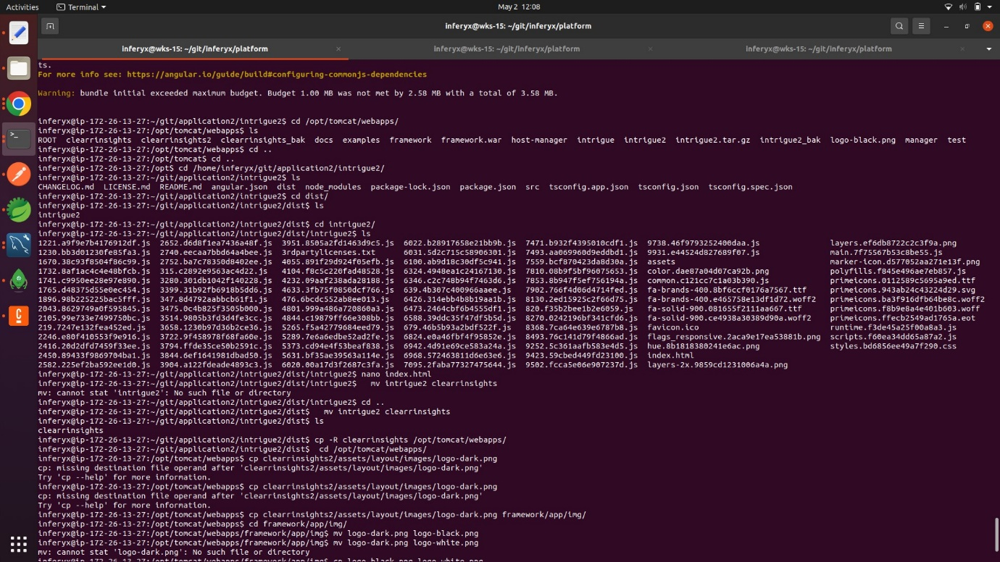 Activities
Terminal
May 2 12:08
inferyx@wks-15: ~/git/inferyx/platform
inferyx@wks-15: ~/git/inferyx/platform
inferyx@wks-15: ~/git/inferyx/platform
inferyx@wks-15: ~/git/inferyx/platform
ts.
For more info see: https://angular.io/guide/build#configuring-commonjs-dependencies
Warning: bundle initial exceeded maximum budget. Budget 1.00 MB was not met by 2.58 MB with a total of 3.58 MB.
inferyx@ip-172-26-13-27:~/git/application2/intrigue2$ cd /opt/tomcat/webapps/
inferyx@ip-172-26-13-27:/opt/tomcat/webapps$ ls
ROOT clearrinsights clearrinsights2 clearrinsights_bak docs examples framework framework.war host-manager intrigue intrigue2 intrigue2.tar.gz intrigue2_bak logo-black.png manager test
inferyx@ip-172-26-13-27:/opt/tomcat/webapps$ cd ..
inferyx@ip-172-26-13-27:/opt/tomcat$ cd ..
inferyx@ip-172-26-13-27:/opt$ cd /home/inferyx/git/application2/intrigue2/
inferyx@ip-172-26-13-27:~/git/application2/intrigue2$ ls
CHANGELOG.md LICENSE.md README.md angular.json dist node_modules package-lock.json package.json src tsconfig.app.json tsconfig.json tsconfig.spec.json
inferyx@ip-172-26-13-27:~/git/application2/intrigue2$ cd dist/
inferyx@ip-172-26-13-27:~/git/application2/intrigue2/dist$ ls
intrigue2
inferyx@ip-172-26-13-27:~/git/application2/intrigue2/dist$ cd intrigue2/
inferyx@ip-172-26-13-27:~/git/application2/intrigue2/dist/intrigue2$ ls
1221.a9f9e7b4176912df.js 2652.d6d8f1ea7436a48f.js 3951.8505a2fd1463d9c5.js 6022.b28917658e21bb9b.js 7471.b932f4395010cdf1.js 9738.46f9793252400daa.js layers.ef6db8722c2c3f9a.png
1230.bb3d01230fe85fa3.js 2740.eecaa7bbd64a4bee.js 3rdpartylicenses.txt 6031.5d2c715c58906301.js 7493.aa06960d9eddbd1.js 9931.e44524d827689f07.js main.7f75567b53c8be55.js
1670.38c93f8504f86c99.js 2752.ba7c78350d8402ee.js 4055.891f29d924f05efb.js 6100.ab9d18c30df5c941.js 7559.bcf870423da8d30a.js assets marker-icon.d577052aa271e13f.png
1732.8af1ac4c4e48bfcb.js 315.c2892e9563ac4d22.js 4104.f8c5c220fad48528.js 6324.4948ea1c24167130.js 7810.08b9f5bf96075653.js color.dae87a04d07ca92b.png polyfills.f845e496ae7eb857.js
1741.c9950ee28e97e890.js 3280.301db1042f140228.js 4232.09aaf238ada28188.js 6346.c2c748b94f7463d6.js 7853.8b947f5ef756194a.js common.c121cc7c1a03b390.js primeicons.0112589c5695a9ed.ttf
1765.d48375d55e0ec454.js 3399.31b92fb6918b5dd6.js 4633.3fb75f0850dcf766.js 639.4b307c400966aaee.js 7902.766f4d06d4714fed.js fa-brands-400.8bf6ccf0176a7567.ttf primeicons.943ab24c43224d29.svg
1896.98b225225bac5fff.js 347.8d4792aabbcb61f1.js 476.6bcdc552ab8ee013.js 6426.314ebb4b8b19aa1b.js 8130.2ed15925c2f66d75.js fa-brands-400.e465758e13df1d72.woff2 primeicons.ba3f916dfb64be8c.woff2
2043.8629749a0f595845.js 3475.0c4b825f3505b000.js 4801.999a486a720860a3.js 6473.2464cbf6b4555df1.js 820.f35b2bee1b2e6059.js fa-solid-900.081655f2111aa667.ttf primeicons.f8b9e8a4e401b603.woff
2105.99e733e7499750bc.js 3514.9805b3fd3d4fe3cc.js 4844.c19879ff66e308bb.js 6588.39ddc35f47df5b5d.js 8270.0242196bf341cfd6.js fa-solid-900.ce4938a30389d90a.woff2 primeicons.ffecb2549ad1765a.eot
219.7247e132fea452ed.js 3658.1230b97d36b2ce36.js 5265.f5a42779684eed79.js 679.46b5b93a2bdf522f.js 8368.7ca64e639e6787b8.js favicon.ico runtime.f3de45a25f00a8a3.js
2246.e80f410553f9e916.js 3722.9f458978f68fa60e.js 5289.7e6a6edbe52ad2fe.js 6824.e0a46fbf4f95852e.js 8493.76c141d79f4866ad.js flags_responsive.2aca9e17ea53881b.png scripts.f60ea34dd65a87a2.js
2416.20d2dfd7459f33ee.js 3794.ffde35ce50b2591c.js 5373.cd94e4f53beaf838.js 6942.4d91e69ce583a24a.js 9252.5c361aafb583e4d5.js hue.8b1818380241e6ac.png styles.bd6856ee49a7f290.css
2450.89433f9869704ba1.js 3844.6ef1641981dbad50.js 5631.bf35ae39563a114e.js 6968.572463811d6e63e6.js 9423.59cbed449fd23100.js index.html
2582.225ef2ba592ee1d0.js 3904.a122fdeade4893c3.js 6020.00a17d3f2687c3fa.js 7095.2faba77327475644.js 9502.fcca5e06e907237d.js layers-2x.9859cd1231006a4a.png
inferyx@ip-172-26-13-27:~/git/application2/intrigue2/dist/intrigue2$ nano index.html
inferyx@ip-172-26-13-27:~/git/application2/intrigue2/dist/intrigue2$ mv intrigue2 clearrinsights
mv: cannot stat 'intrigue2': No such file or directory
inferyx@ip-172-26-13-27:~/git/application2/intrigue2/dist/intrigue2$ cd ..
inferyx@ip-172-26-13-27:~/git/application2/intrigue2/dist$ mv intrigue2 clearrinsights
inferyx@ip-172-26-13-27:~/git/application2/intrigue2/dist$ ls
clearrinsights
inferyx@ip-172-26-13-27:~/git/application2/intrigue2/dist$ cp -R clearrinsights /opt/tomcat/webapps/
inferyx@ip-172-26-13-27:~/git/application2/intrigue2/dist$ cd /opt/tomcat/webapps/
inferyx@ip-172-26-13-27:/opt/tomcat/webapps$ cp clearrinsights2/assets/layout/images/logo-dark.png
cp: missing destination file operand after 'clearrinsights2/assets/layout/images/logo-dark.png'
Try 'cp --help' for more information.
inferyx@ip-172-26-13-27:/opt/tomcat/webapps$ cp clearrinsights2/assets/layout/images/logo-dark.png
cp: missing destination file operand after 'clearrinsights2/assets/layout/images/logo-dark.png'
Try 'cp --help' for more information.
inferyx@ip-172-26-13-27:/opt/tomcat/webapps$ cp clearrinsights2/assets/layout/images/logo-dark.png framework/app/img/
inferyx@ip-172-26-13-27:/opt/tomcat/webapps$ cd framework/app/img/
inferyx@ip-172-26-13-27:/opt/tomcat/webapps/framework/app/img$ mv logo-dark.png logo-black.png
inferyx@ip-172-26-13-27:/opt/tomcat/webapps/framework/app/img$ mv logo-dark.png logo-white.png
mv: cannot stat 'logo-dark.png': No such file or directory
inferyx@ip-172-26-13-27:/opt/tomcat/webapps/framework/app/img$ cp logo-black.png logo-white.png